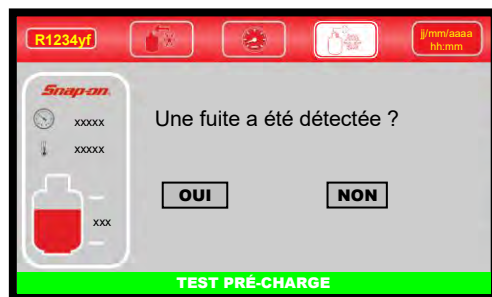 R1234yf
jj/mm/aaaa
hh:mm
Snap-on
xxxxx
xxxxx
xxx
Une fuite a été détectée ?
OUI
NON
TEST PRÉ-CHARGE